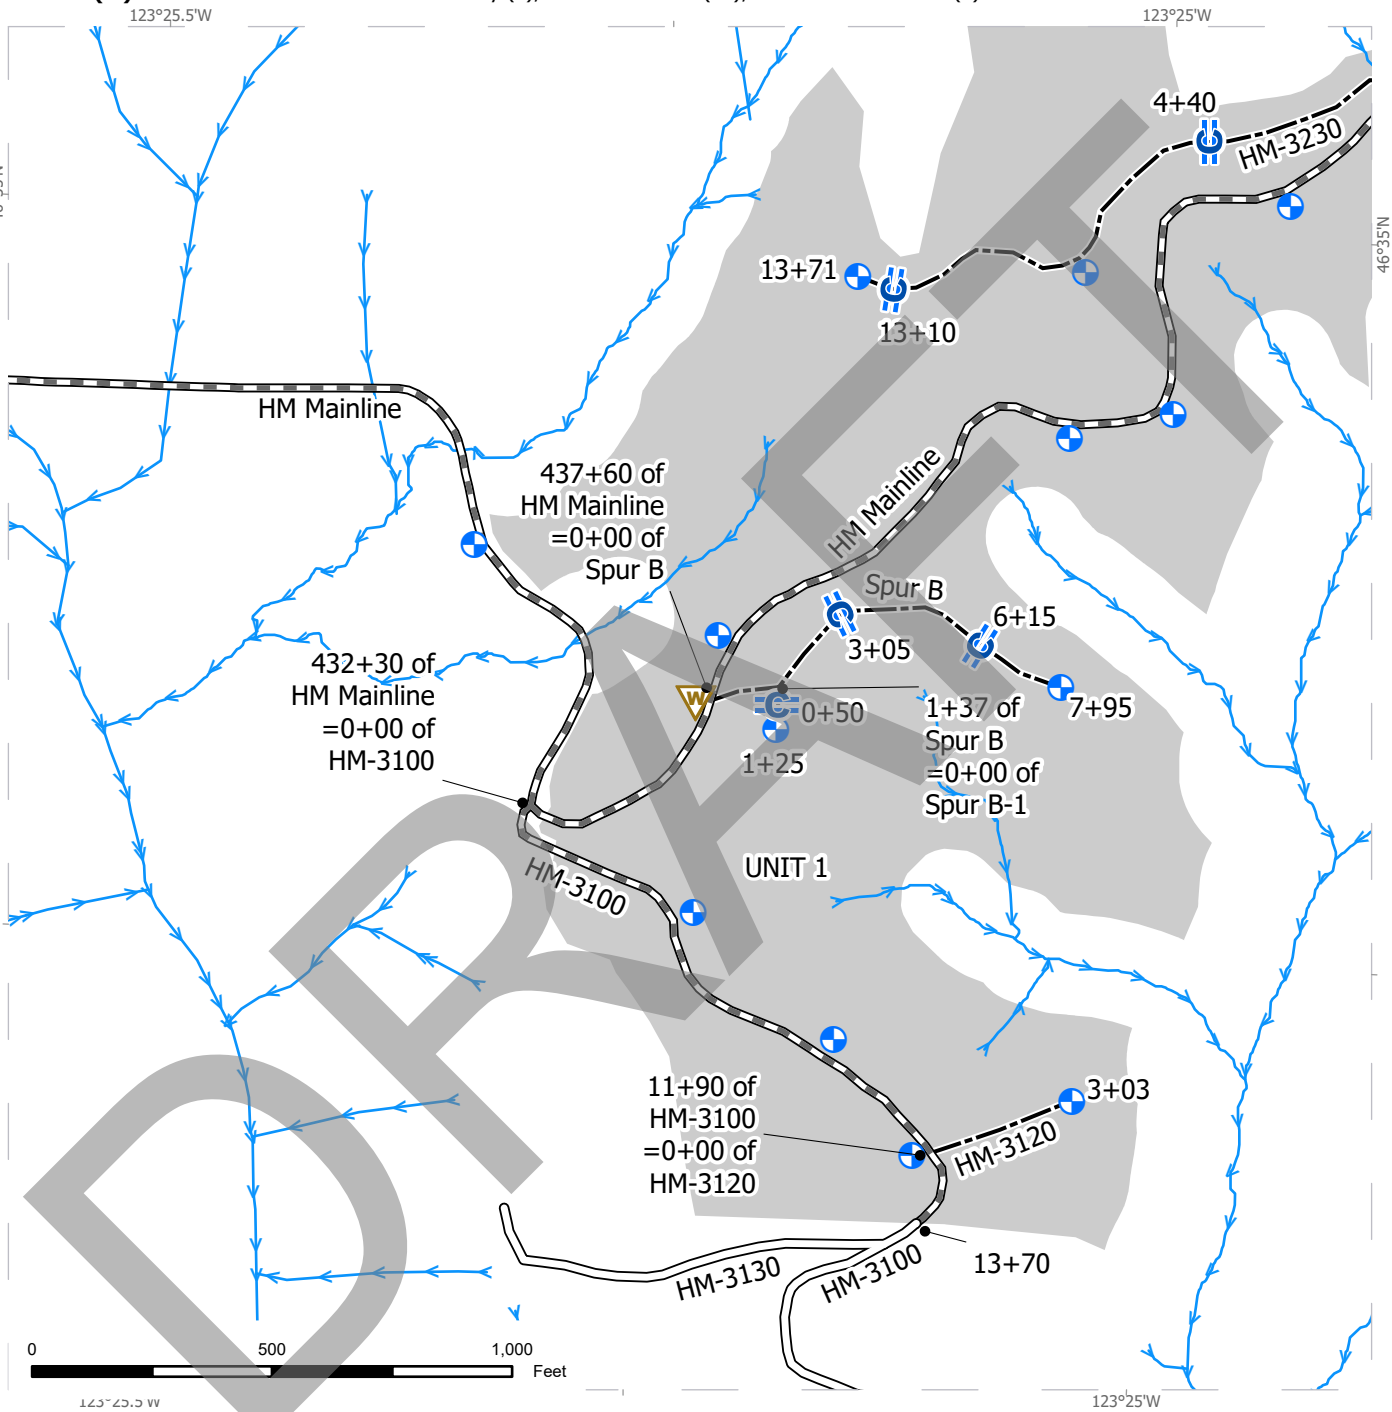 123°25.5'W
123°25'W
4+40
HM-3230
46°35'N
13+71
13+10
HM Mainline
437+60 of
HM Mainline
=0+00 of
Spur B
HM Mainline
Spur B
6+15
3+05
432+30 of
HM Mainline
=0+00 of
HM-3100
W
C
0+50
7+95
1+37 of
Spur B
=0+00 of
Spur B-1
1+25
UNIT 1
HM-3100
11+90 of
HM-3100
=0+00 of
HM-3120
3+03
HM-3120
13+70
HM-3130
HM-3100
0
500
1,000
Feet
123°25'W
DRAFT